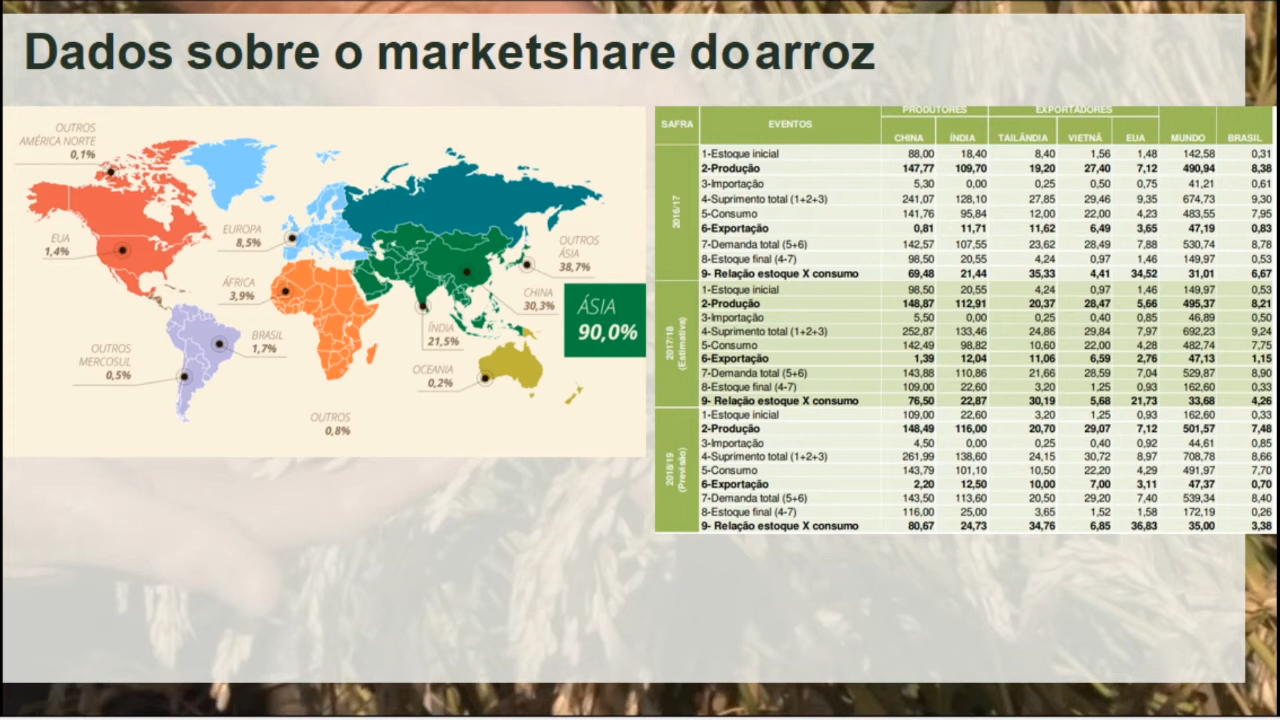 Dados sobre o marketshare do arroz
OUTROS
AMÉRICA NORTE
0,1%
EUA
1,4%
EUROPA
8,5%
ÁFRICA
3,9%
OUTROS
ÁSIA
38,7%
CHINA
30,3%
ÁSIA
90,0%
ÍNDIA
21,5%
BRASIL
1,7%
OUTROS
MERCOSUL
0,5%
OCEANIA
0,2%
OUTROS
0,8%
PRODUTORES EXPORTADORES
SAFRA EVENTOS CHINA ÍNDIA TAILÂNDIA VIETNÃ EUA MUNDO BRASIL
2016/17
1-Estoque inicial 88,00 18,40 8,40 1,56 1,48 142,58 0,31
2-Produção 147,77 109,70 19,20 27,40 7,12 490,94 8,38
3-Importação 5,30 0,00 0,25 0,50 0,75 41,21 0,61
4-Suprimento total (1+2+3) 241,07 128,10 27,85 29,46 9,35 674,73 9,30
5-Consumo 141,76 95,84 12,00 22,00 4,23 483,55 7,95
6-Exportação 0,81 11,71 11,62 6,49 3,65 47,19 0,83
7-Demanda total (5+6) 142,57 107,55 23,62 28,49 7,88 530,74 8,78
8-Estoque final (4-7) 98,50 20,55 4,24 0,97 1,46 149,97 0,53
9- Relação estoque X consumo 69,48 21,44 35,33 4,41 34,52 31,01 6,67
2017/18
(Estimativa)
1-Estoque inicial 98,50 20,55 4,24 0,97 1,46 149,97 0,53
2-Produção 148,87 112,91 20,37 28,47 5,66 495,37 8,21
3-Importação 5,50 0,00 0,25 0,40 0,85 46,89 0,50
4-Suprimento total (1+2+3) 252,87 133,46 24,86 29,84 7,97 692,23 9,24
5-Consumo 142,49 98,82 10,60 22,00 4,28 482,74 7,75
6-Exportação 1,39 12,04 11,06 6,59 2,76 47,13 1,15
7-Demanda total (5+6) 143,88 110,86 21,66 28,59 7,04 529,87 8,90
8-Estoque final (4-7) 109,00 22,60 3,20 1,25 0,93 162,60 0,33
9- Relação estoque X consumo 76,50 22,87 30,19 5,68 21,73 33,68 4,26
2018/19
(Previsão)
1-Estoque inicial 109,00 22,60 3,20 1,25 0,93 162,60 0,33
2-Produção 148,49 116,00 20,70 29,07 7,12 501,57 7,48
3-Importação 4,50 0,00 0,25 0,40 0,92 44,61 0,85
4-Suprimento total (1+2+3) 261,99 138,60 24,15 30,72 8,97 708,78 8,66
5-Consumo 143,79 101,10 10,50 22,20 4,29 491,97 7,70
6-Exportação 2,20 12,50 10,00 7,00 3,11 47,37 0,70
7-Demanda total (5+6) 143,50 113,60 20,50 29,20 7,40 539,34 8,40
8-Estoque final (4-7) 116,00 25,00 3,65 1,52 1,58 172,19 0,26
9- Relação estoque X consumo 80,67 24,73 34,76 6,85 36,83 35,00 3,38